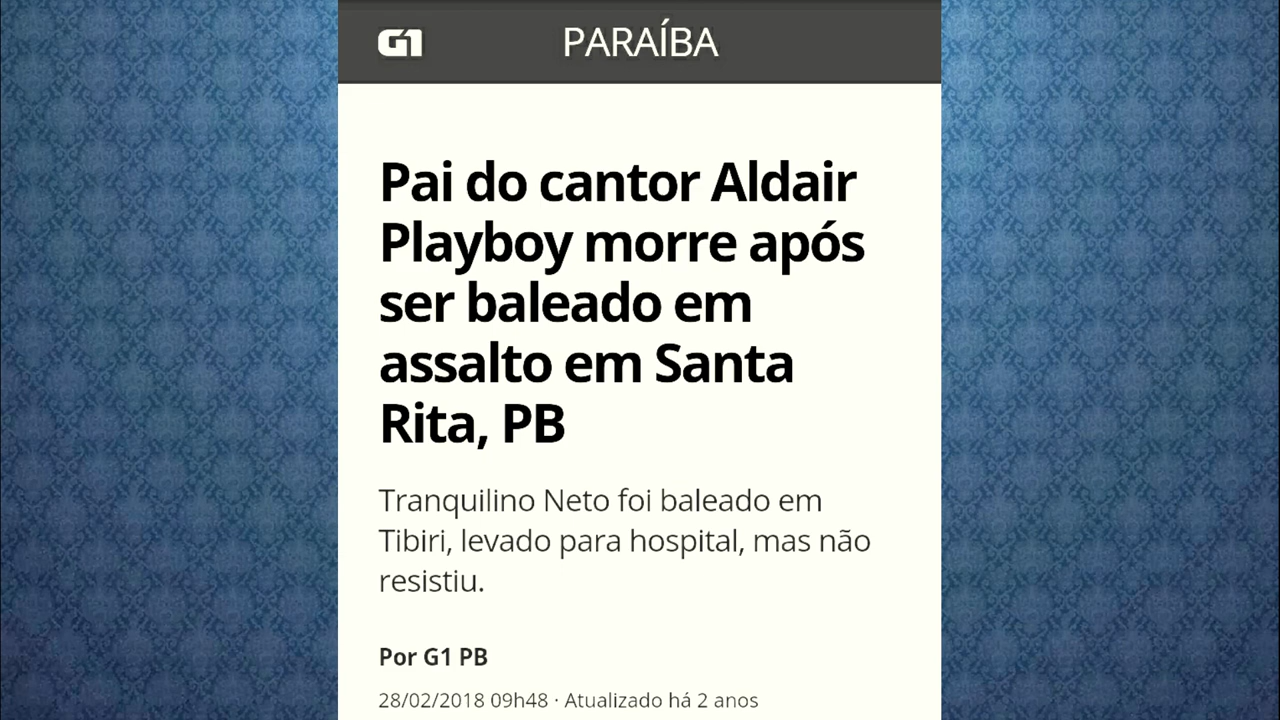 G1 PARAÍBA
Pai do cantor Aldair
Playboy morre após
ser baleado em
assalto em Santa
Rita, PB
Tranquilino Neto foi baleado em
Tibiri, levado para hospital, mas não
resistiu.
Por G1 PB
28/02/2018 09h48 · Atualizado há 2 anos